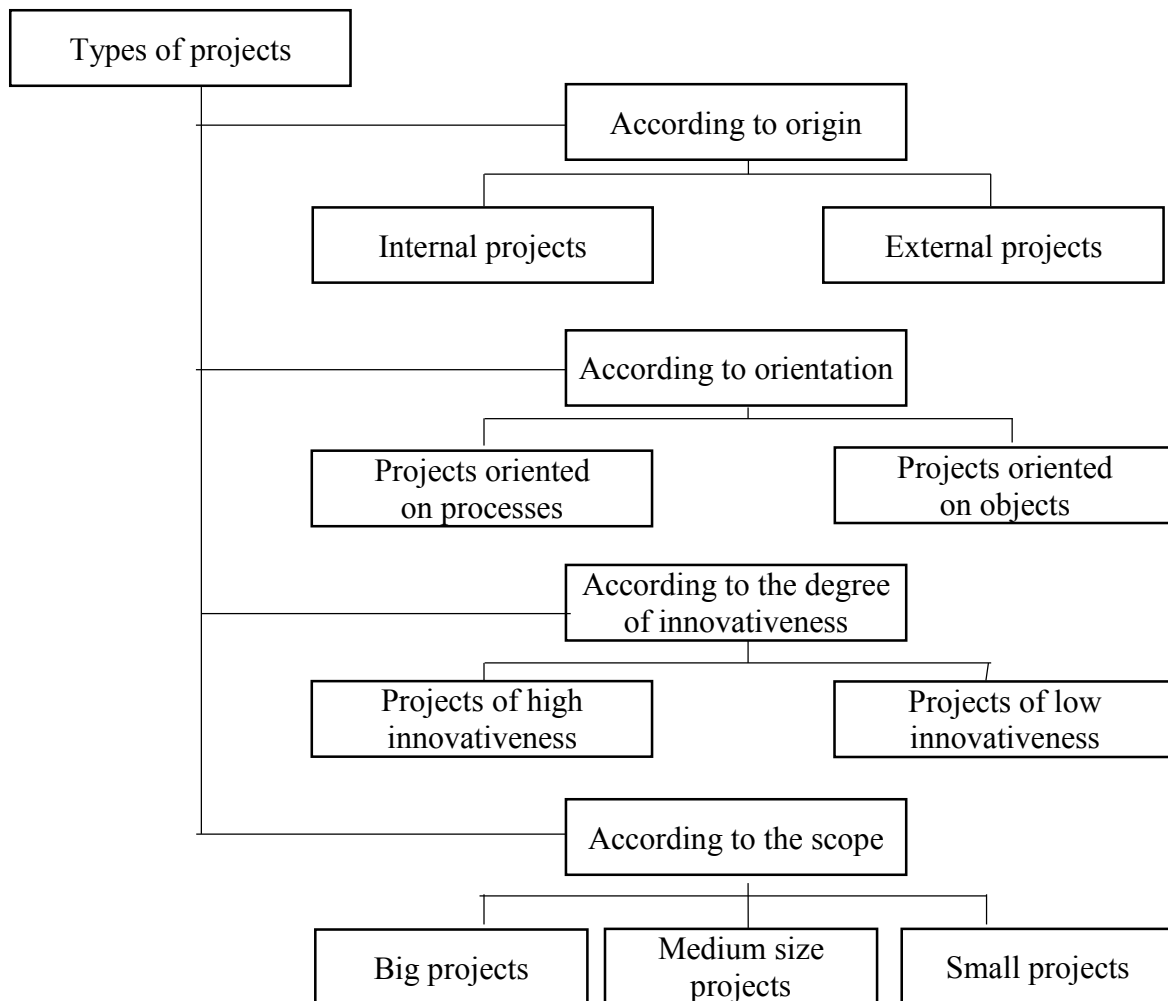 Types of projects
According to origin
Internal projects
External projects
According to orientation
Projects oriented
on processes
Projects oriented
on objects
According to the degree
of innovativeness
Projects of high
innovativeness
Projects of low
innovativeness
According to the scope
Big projects
Medium size
projects
Small projects